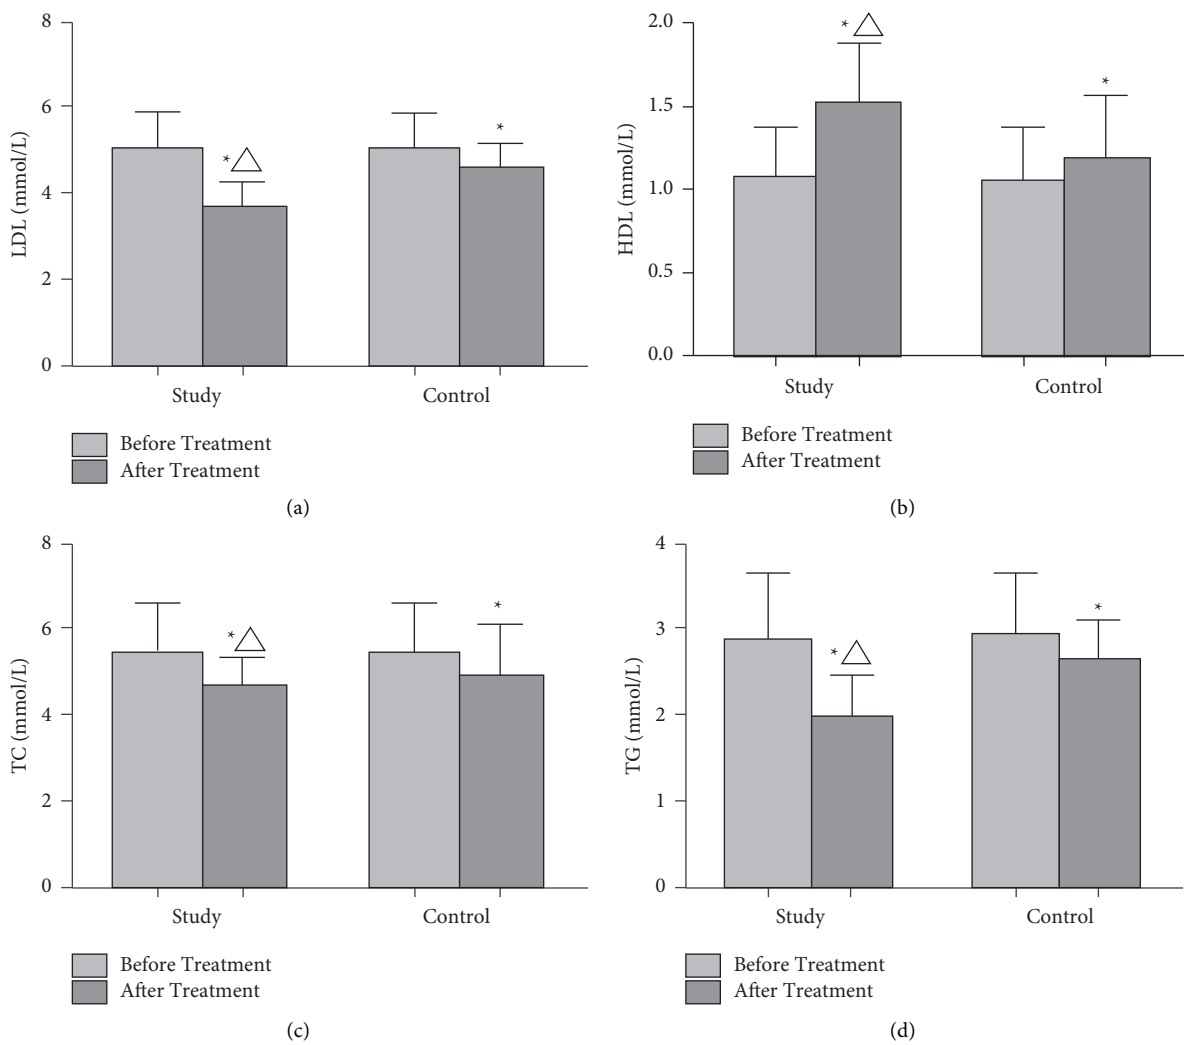 8
6
4
2
0
LDL (mmol/L)
*△
*
Study
Control
Before Treatment
After Treatment
(a)
2.0
1.5
1.0
0.5
0.0
HDL (mmol/L)
*△
*
Study
Control
Before Treatment
After Treatment
(b)
8
6
4
2
0
TC (mmol/L)
*△
*
Study
Control
Before Treatment
After Treatment
(c)
4
3
2
1
0
TG (mmol/L)
*△
*
Study
Control
Before Treatment
After Treatment
(d)